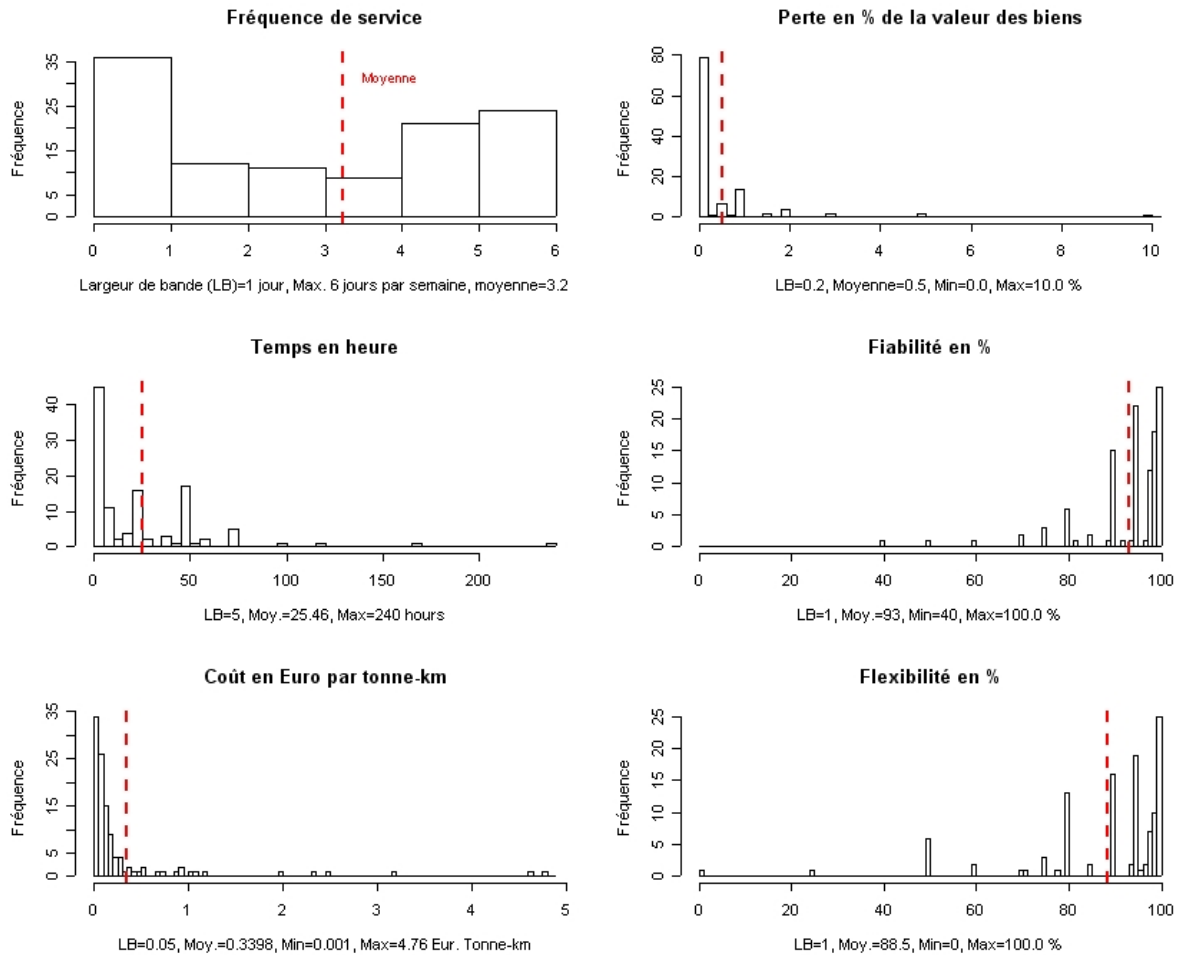 Fréquence de service
Fréquence
35
25
15
5
0
Moyenne
0 1 2 3 4 5 6
Largeur de bande (LB)=1 jour, Max. 6 jours par semaine, moyenne=3.2
Perte en % de la valeur des biens
Fréquence
80
60
40
20
0
0 2 4 6 8 10
LB=0.2, Moyenne=0.5, Min=0.0, Max=10.0 %
Temps en heure
Fréquence
40
30
20
10
0
0 50 100 150 200
LB=5, Moy.=25.46, Max=240 hours
Fiabilité en %
Fréquence
25
20
15
10
5
0
0 20 40 60 80 100
LB=1, Moy.=93, Min=40, Max=100.0 %
Coût en Euro par tonne-km
Fréquence
35
25
15
5
0
0 1 2 3 4 5
LB=0.05, Moy.=0.3398, Min=0.001, Max=4.76 Eur. Tonne-km
Flexibilité en %
Fréquence
25
20
15
10
5
0
0 20 40 60 80 100
LB=1, Moy.=88.5, Min=0, Max=100.0 %